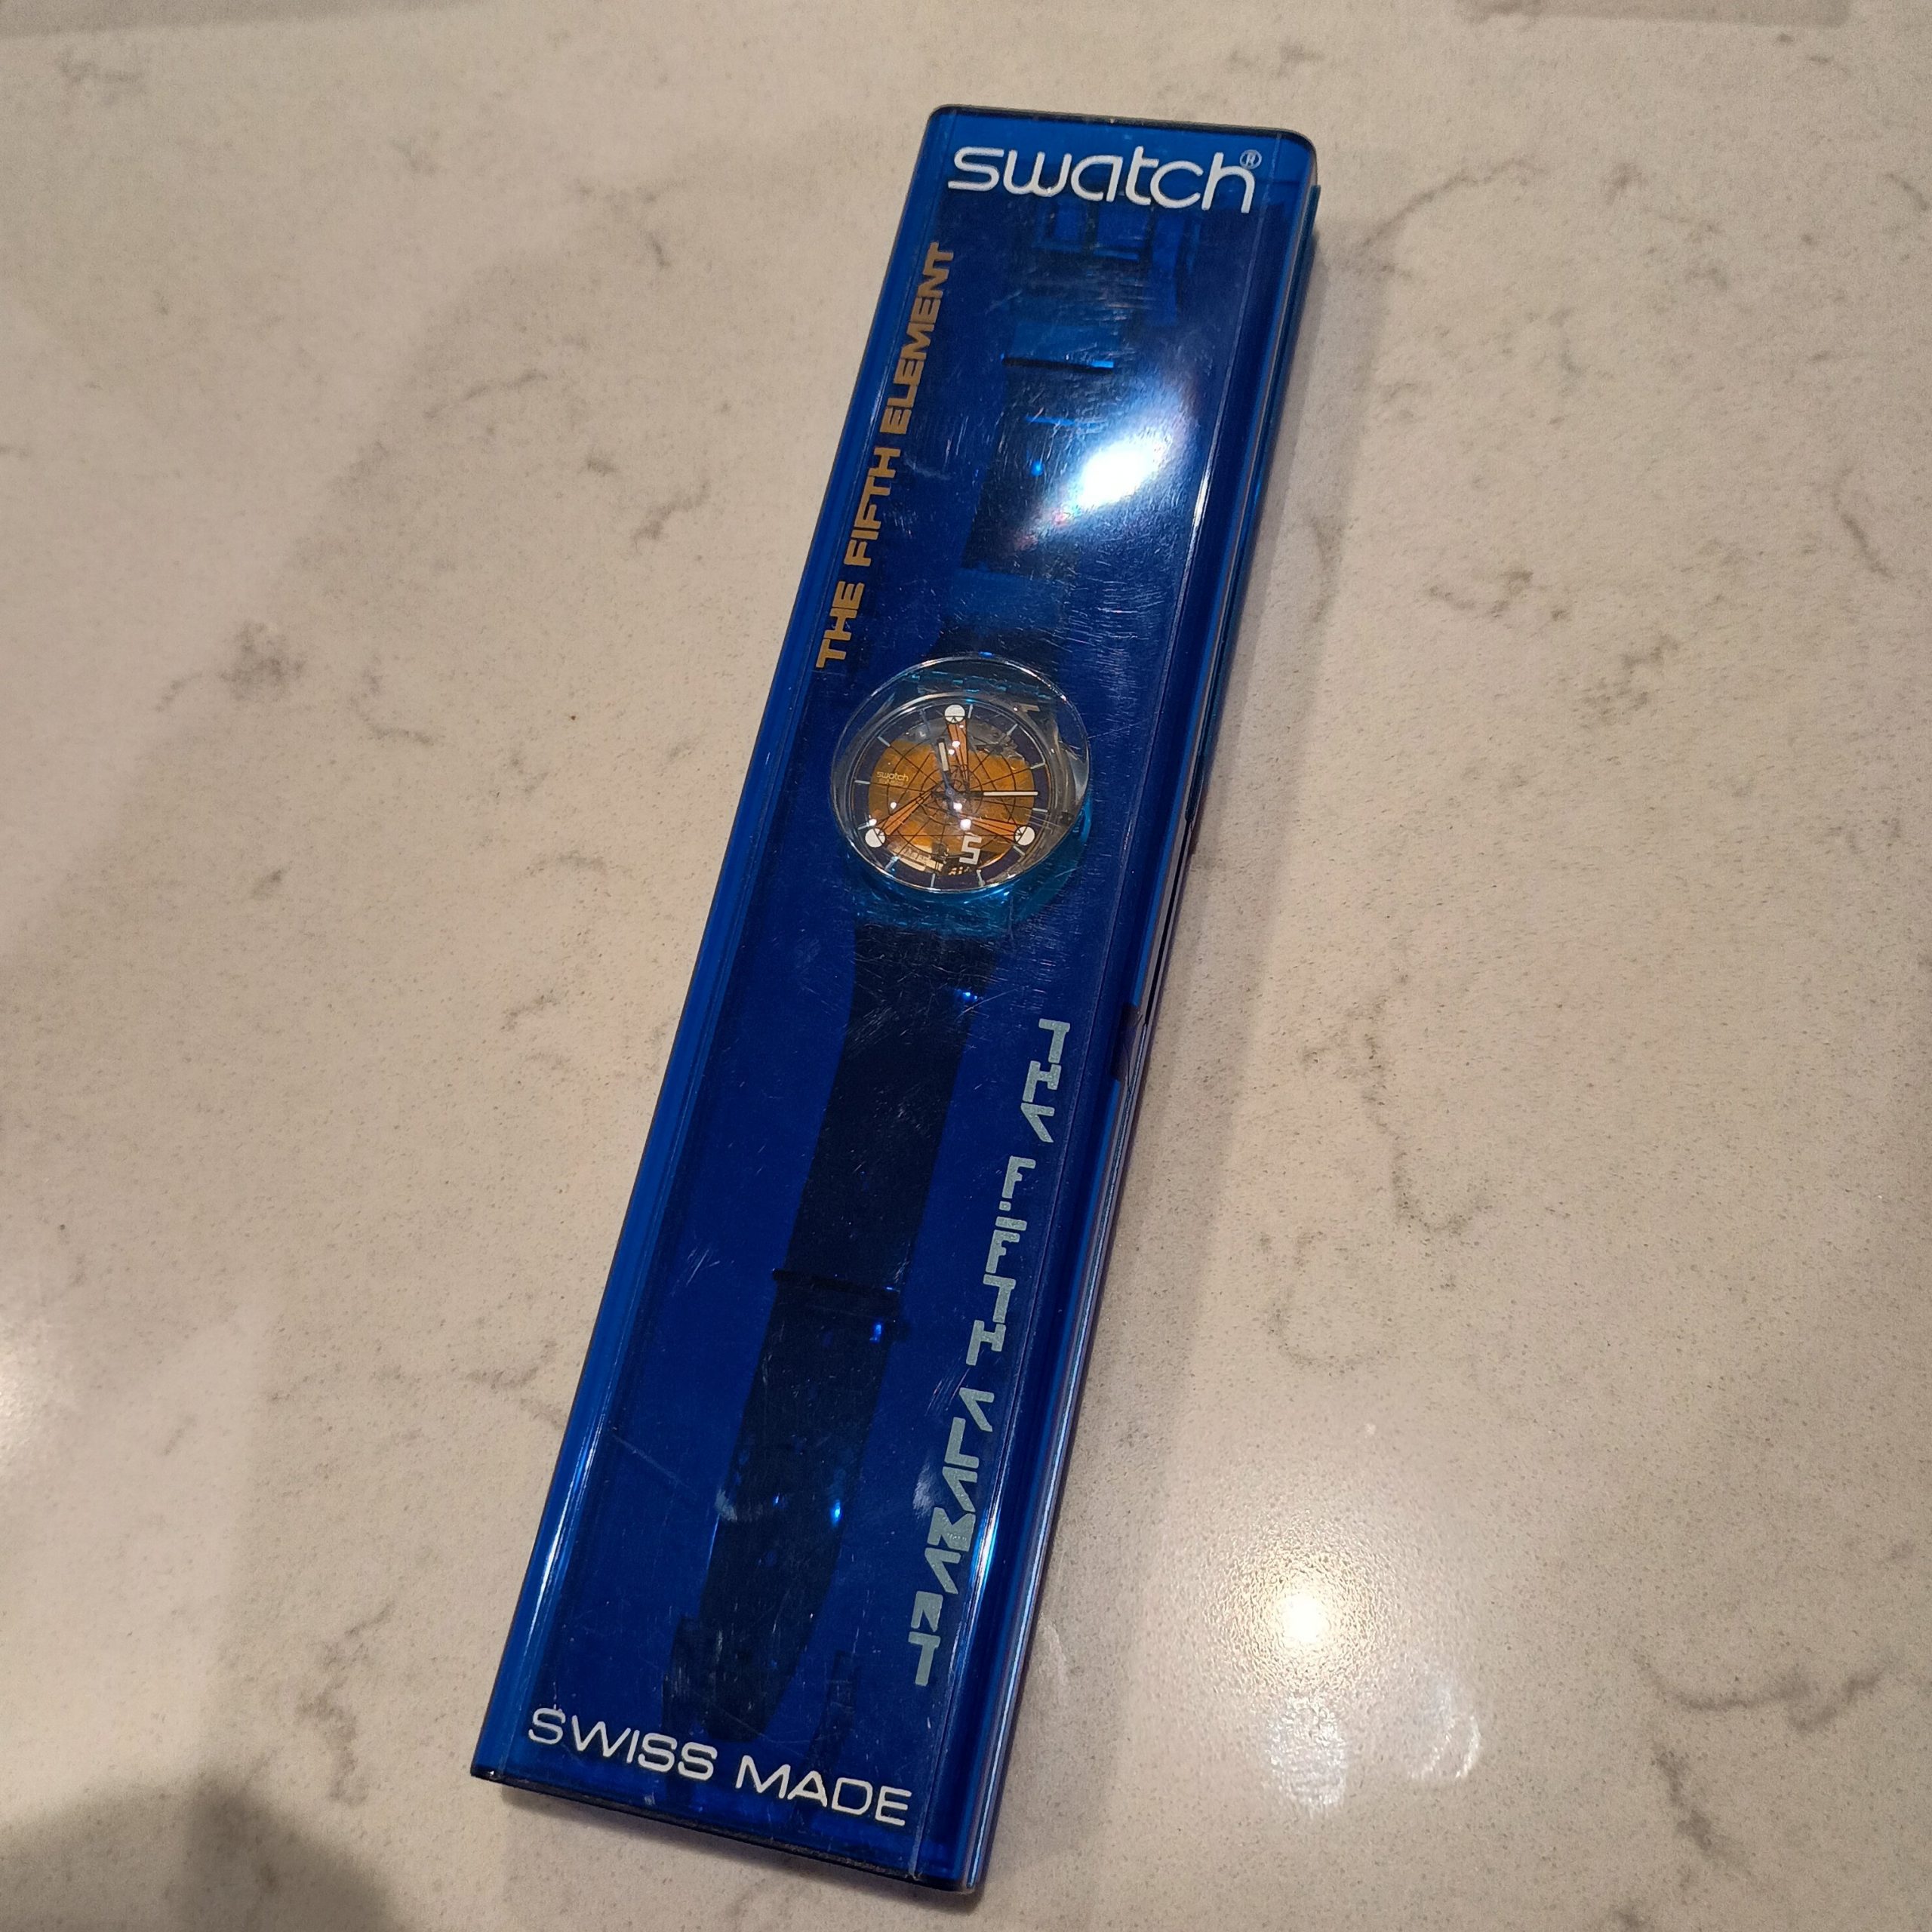 swatch®
THE FIFTH ELEMENT
swatch
5
THE FIFTH ELEMENT
SWISS MADE